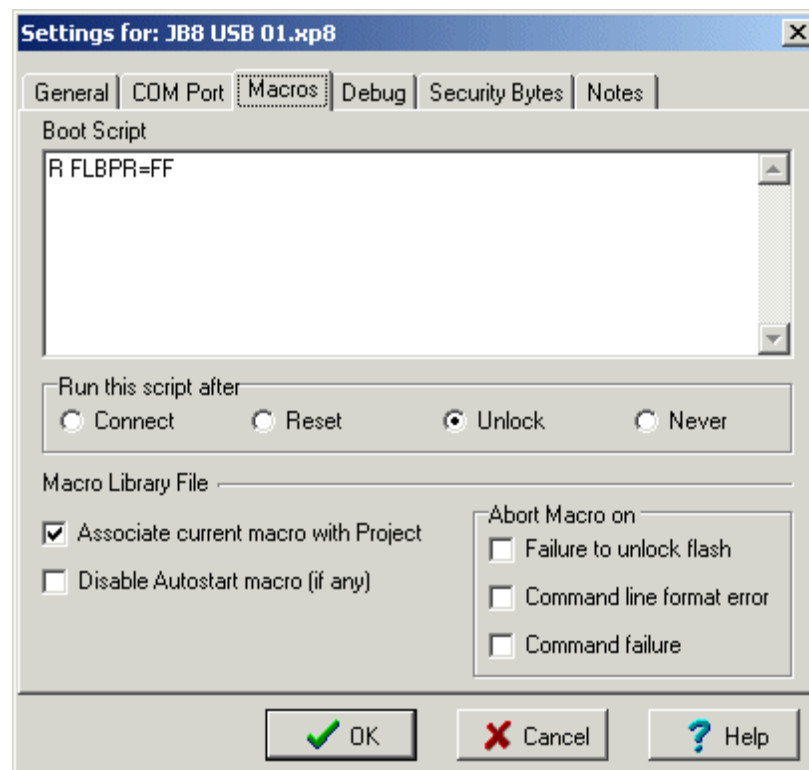 Settings for: JB8 USB 01.xp8
General COM Port Macros Debug Security Bytes Notes
Boot Script
R FLBPR=FF
Run this script after
Connect Reset Unlock Never
Macro Library File
Associate current macro with Project
Disable Autostart macro (if any)
Abort Macro on
Failure to unlock flash
Command line format error
Command failure
OK Cancel Help